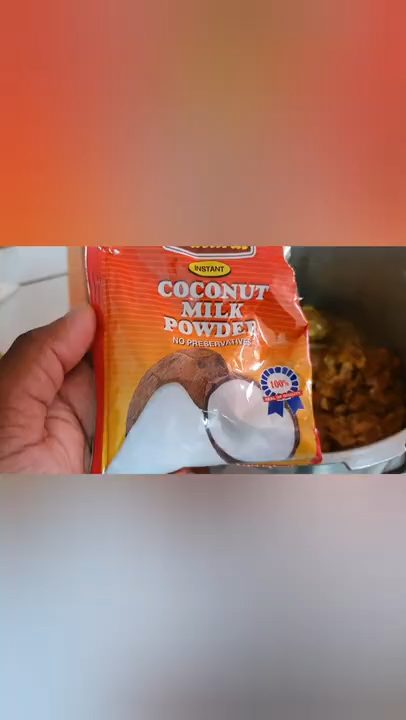 INSTANT
COCONUT
MILK
POWDER
NO PRESERVATIVES
100%